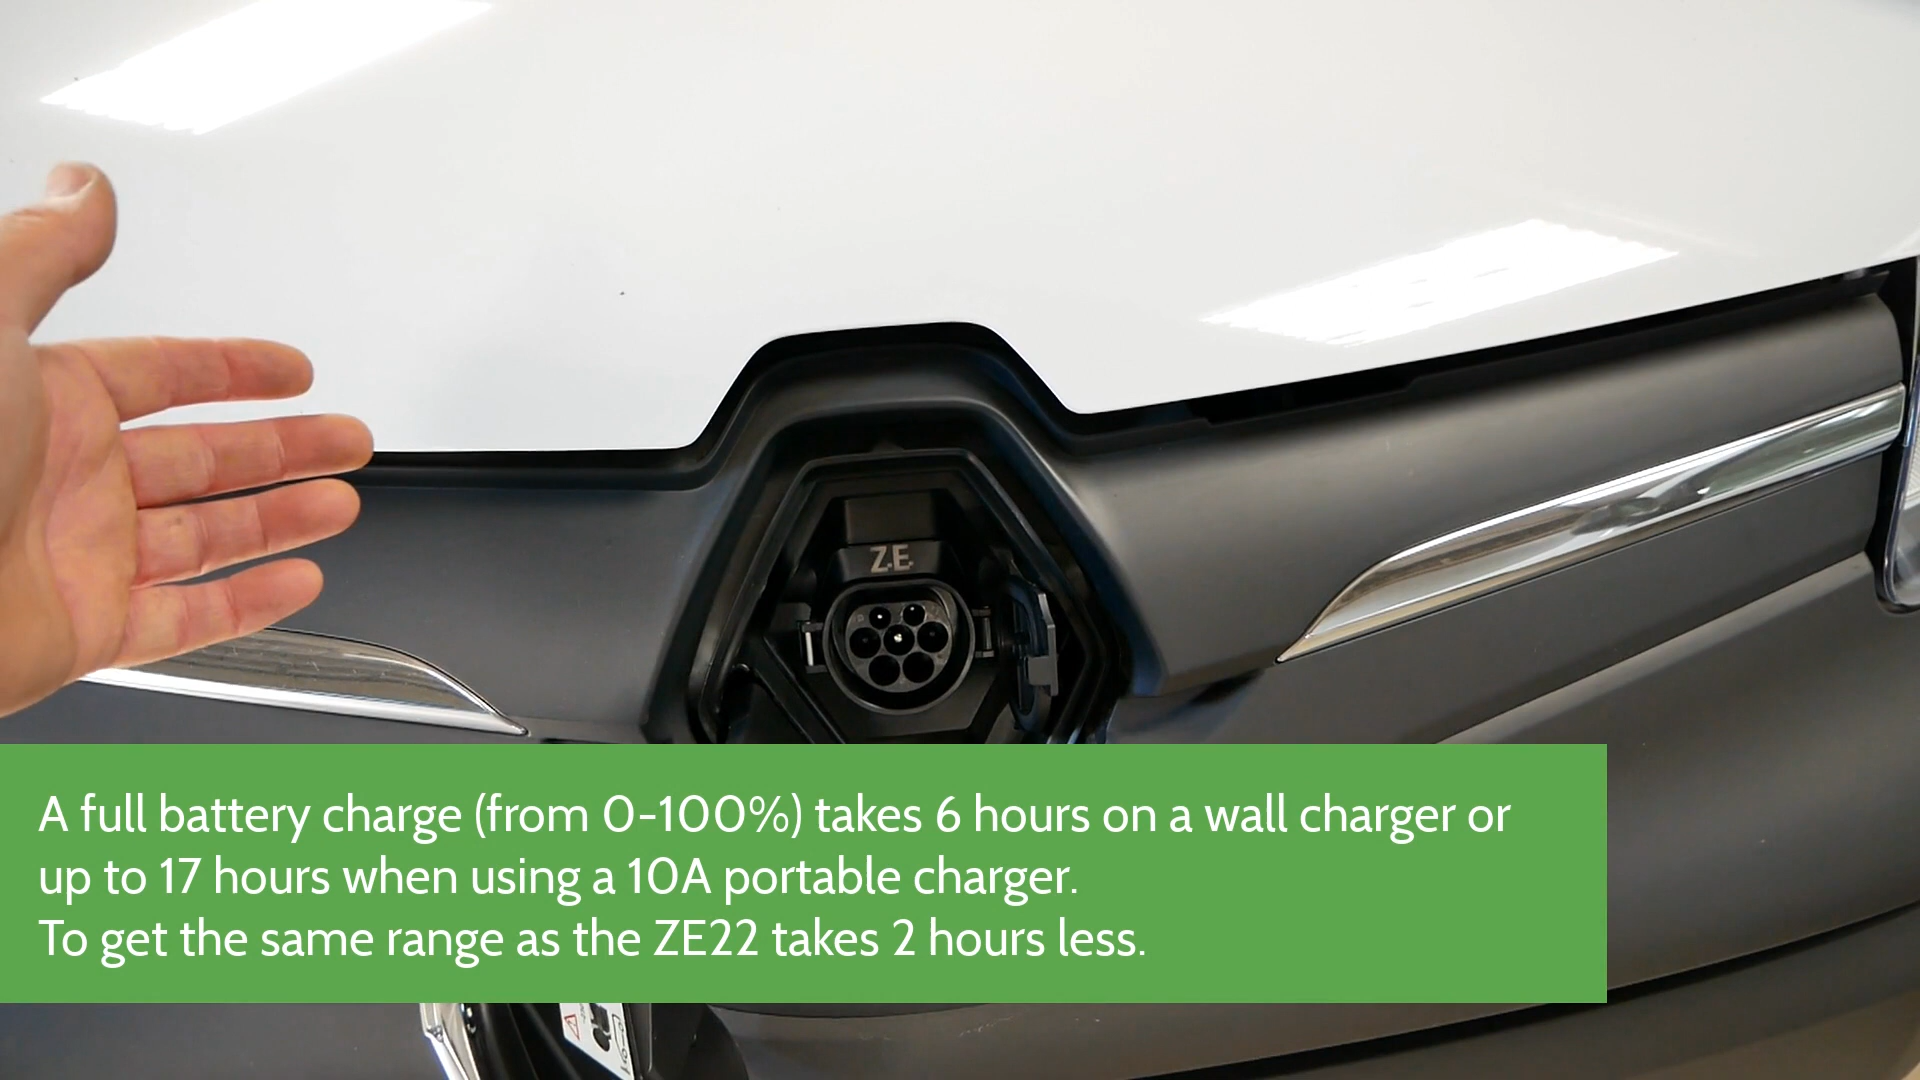 Z.E.
A full battery charge (from 0-100%) takes 6 hours on a wall charger or
up to 17 hours when using a 10A portable charger.
To get the same range as the ZE22 takes 2 hours less.